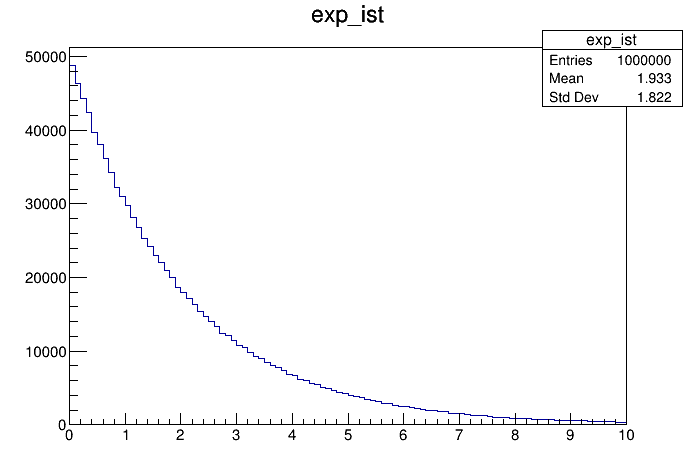 exp_ist
exp_ist
Entries 1000000
Mean 1.933
Std Dev 1.822
50000
40000
30000
20000
10000
0
0 1 2 3 4 5 6 7 8 9 10